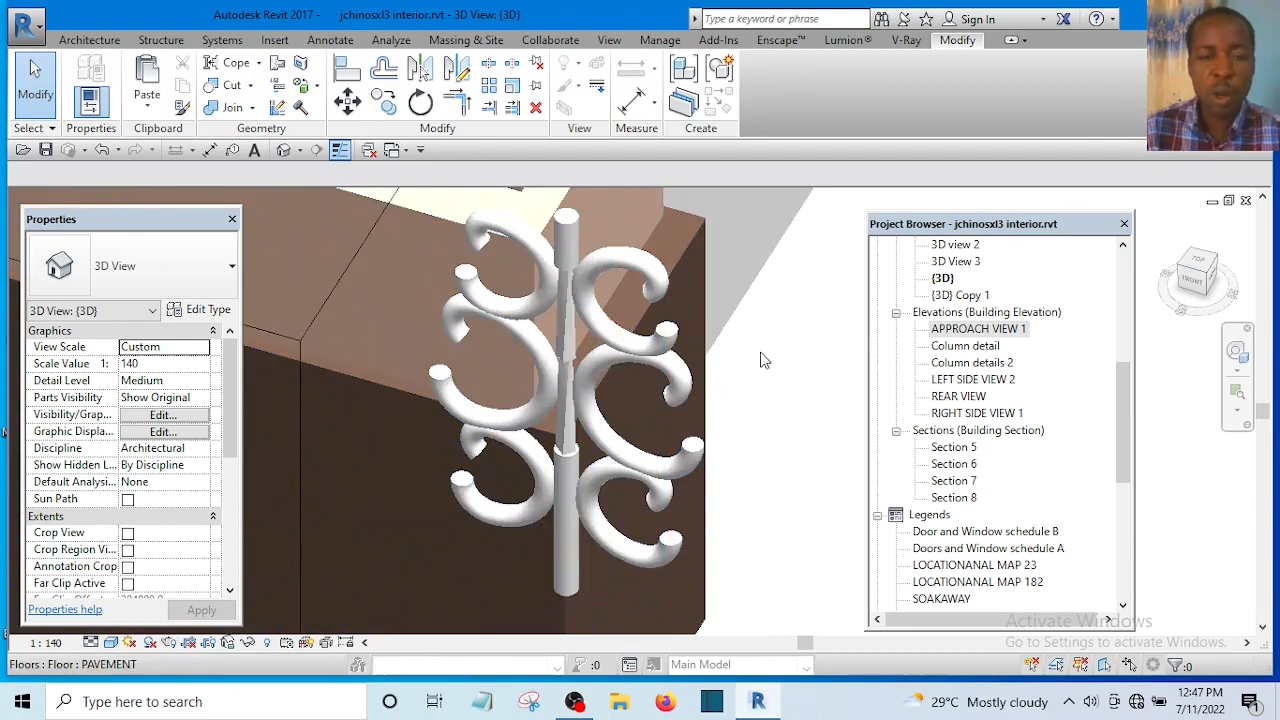 Autodesk Revit 2017 - jchinosxl3 interior.rvt - 3D View: {3D}
Type a keyword or phrase
Sign In
Architecture Structure Systems Insert Annotate Analyze Massing & Site Collaborate View Manage Add-Ins Enscape™ Lumion® V-Ray Modify
Modify
Paste
Cope
Cut
Join
Select Properties Clipboard Geometry Modify View Measure Create
Properties
3D View
3D View: {3D}
Edit Type
Graphics
View Scale Custom
Scale Value 1: 140
Detail Level Medium
Parts Visibility Show Original
Visibility/Grap... Edit...
Graphic Displa... Edit...
Discipline Architectural
Show Hidden L... By Discipline
Default Analysi... None
Sun Path
Extents
Crop View
Crop Region Vi...
Annotation Crop
Far Clip Active
Properties help
Apply
Project Browser - jchinosxl3 interior.rvt
3D view 2
3D View 3
{3D}
{3D} Copy 1
Elevations (Building Elevation)
APPROACH VIEW 1
Column detail
Column details 2
LEFT SIDE VIEW 2
REAR VIEW
RIGHT SIDE VIEW 1
Sections (Building Section)
Section 5
Section 6
Section 7
Section 8
Legends
Door and Window schedule B
Doors and Window schedule A
LOCATIONANAL MAP 23
LOCATIONANAL MAP 182
SOAKAWAY
TOP
FRONT
Activate Windows
Go to Settings to activate Windows.
1 : 140
Floors : Floor : PAVEMENT
:0
Main Model
:0
Type here to search
29°C Mostly cloudy
12:47 PM
7/11/2022